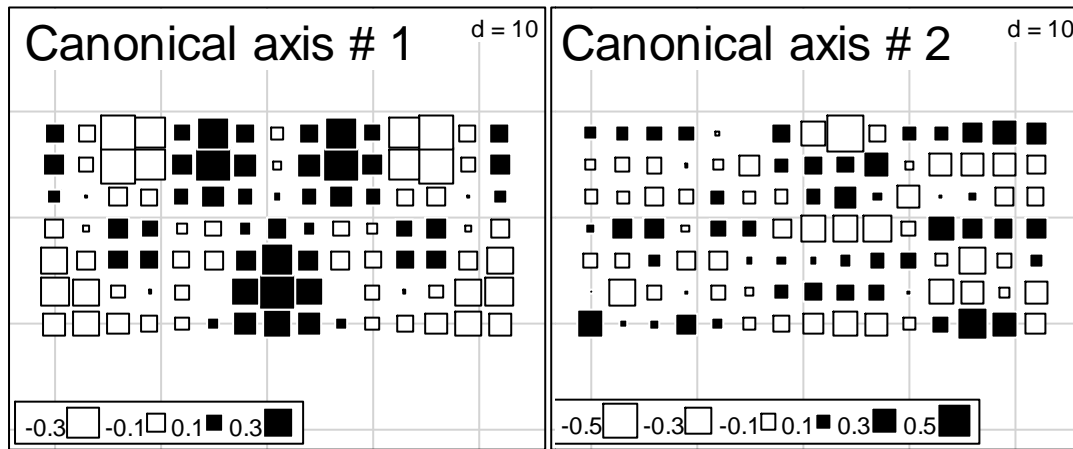 Canonical axis # 1
d = 10
-0.3 -0.1 0.1 0.3
Canonical axis # 2
d = 10
-0.5 -0.3 -0.1 0.1 0.3 0.5